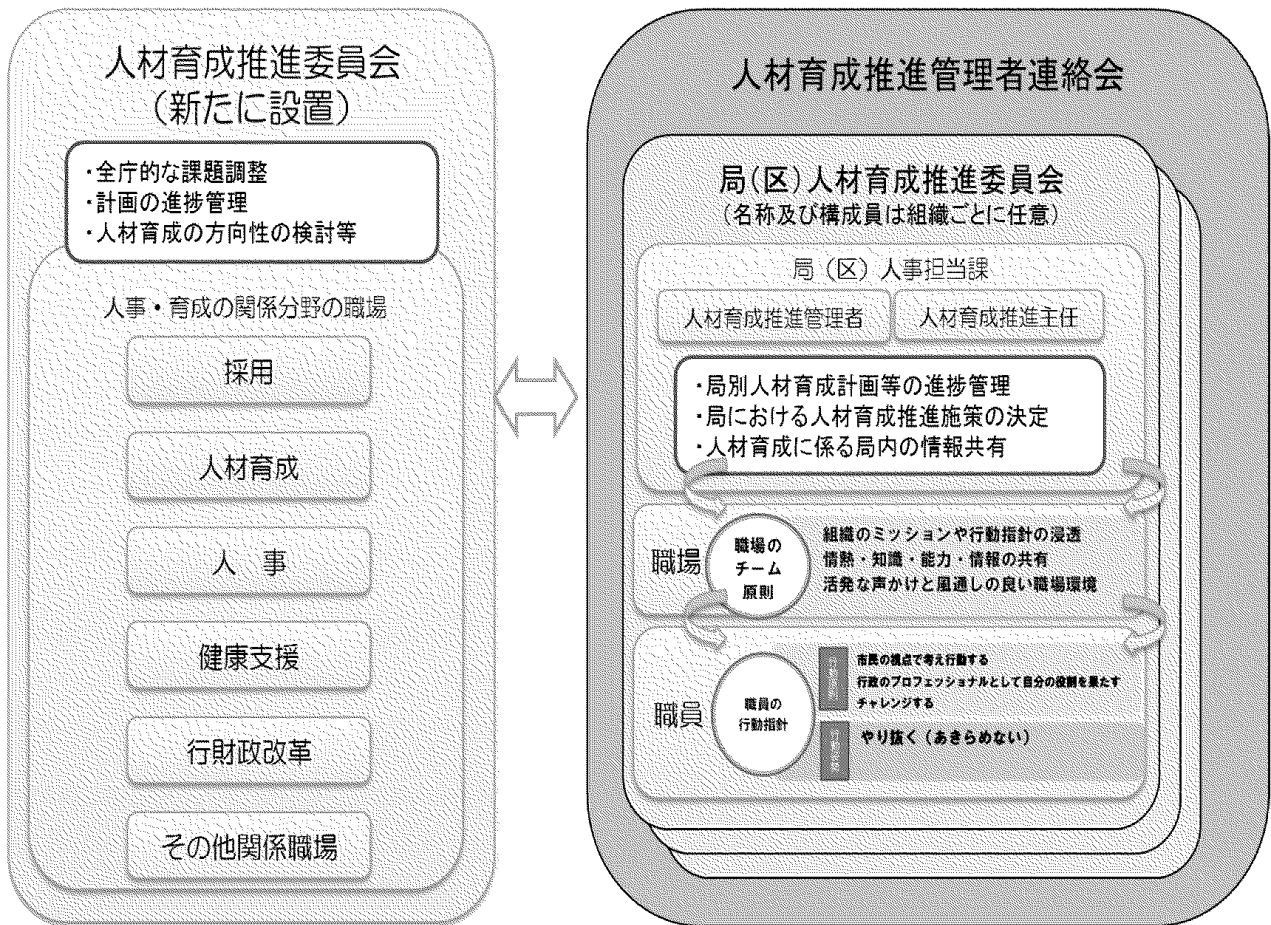 人材育成推進委員会
（新たに設置）
・全庁的な課題調整
・計画の進捗管理
・人材育成の方向性の検討等
人事・育成の関係分野の職場
採用
人材育成
人　事
健康支援
行財政改革
その他関係職場
人材育成推進管理者連絡会
局（区）人材育成推進委員会
（名称及び構成員は組織ごとに任意）
局（区）人事担当課
人材育成推進管理者
人材育成推進主任
・局別人材育成計画等の進捗管理
・局における人材育成推進施策の決定
・人材育成に係る局内の情報共有
職場
職場の
チーム
原則
組織のミッションや行動指針の浸透
情熱・知識・能力・情報の共有
活発な声かけと風通しの良い職場環境
職員
職員の
行動指針
市民の視点で考え行動する
行政のプロフェッショナルとして自分の役割を果たす
チャレンジする
やり抜く（あきらめない）